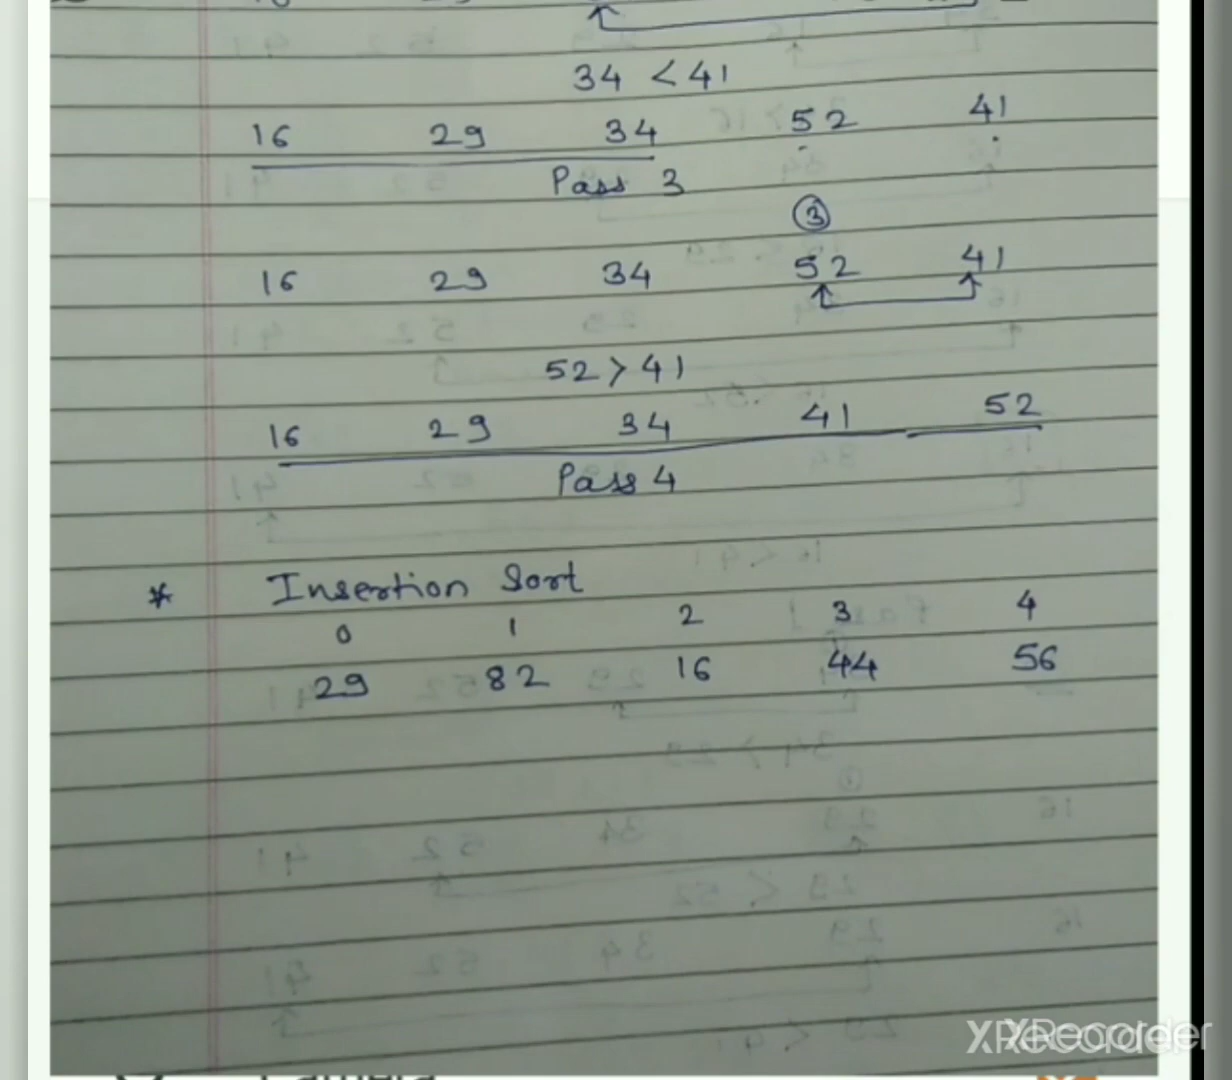 34 < 41
16 29 34 52 41
Pass 3
3
16 29 34 52 41
52 > 41
16 29 34 41 52
Pass 4
* Insertion Sort
0 1 2 3 4
29 82 16 44 56
XRecorder